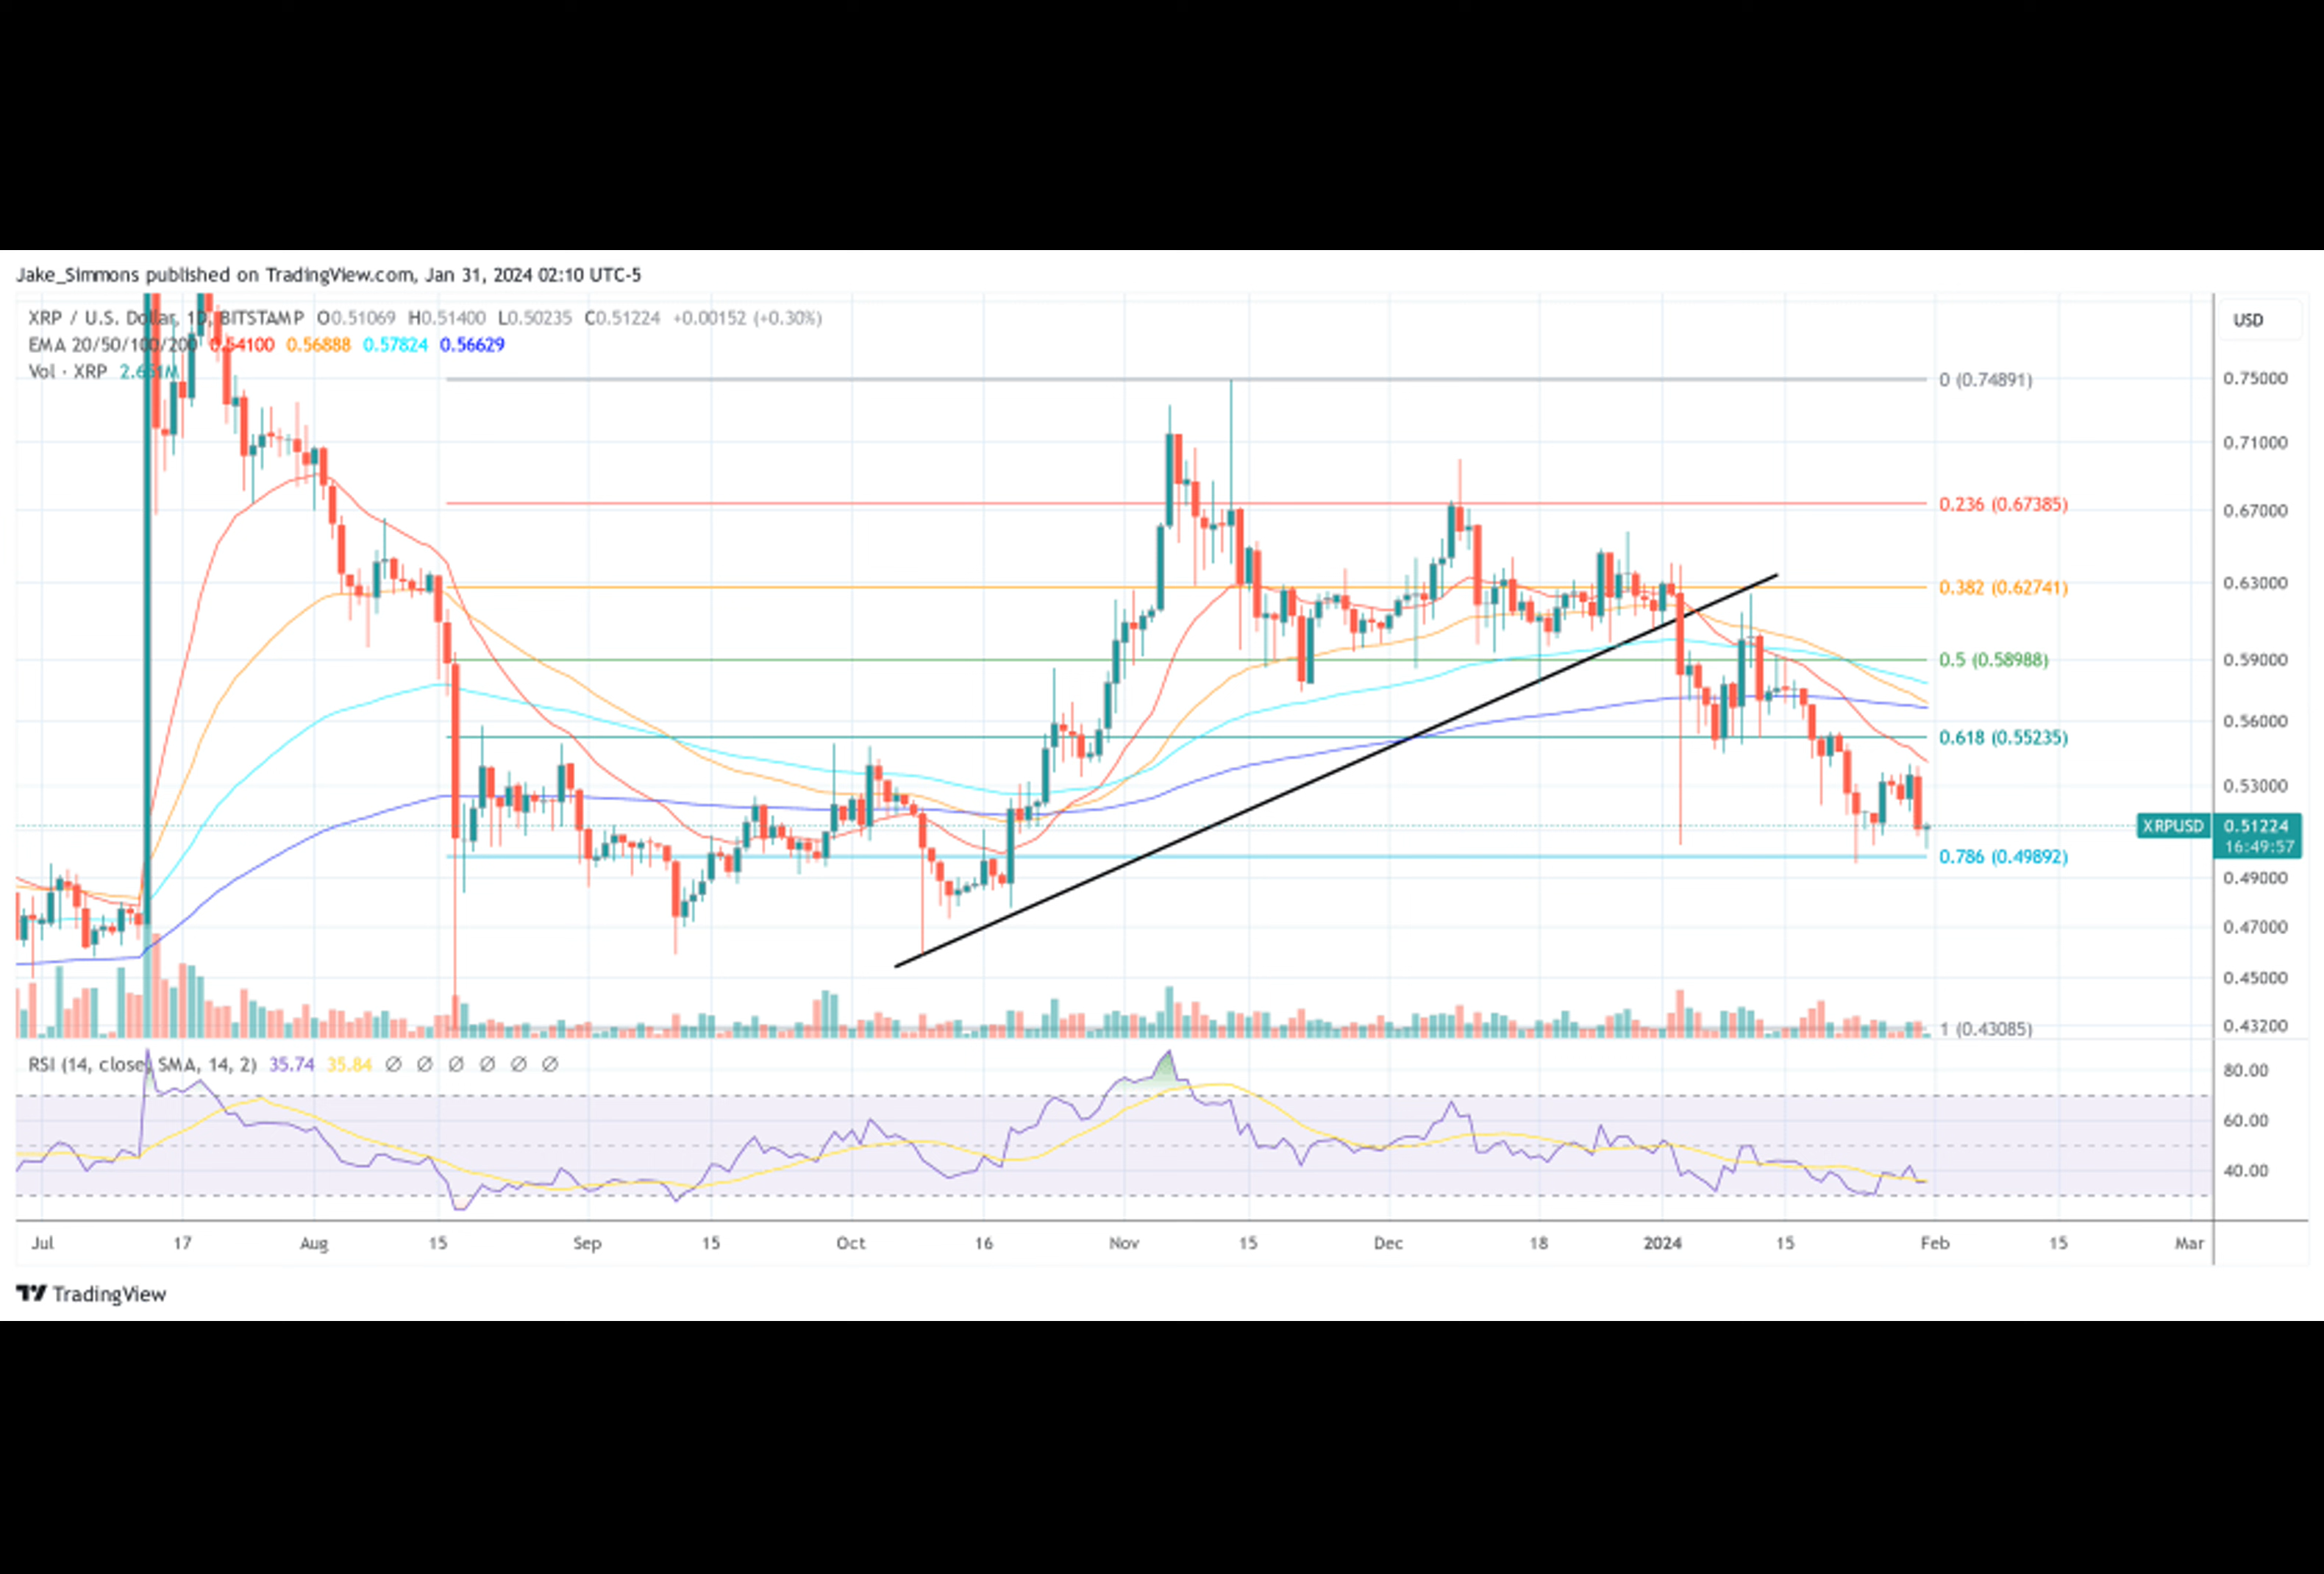 Jake_Simmons published on TradingView.com, Jan 31, 2024 02:10 UTC-5
XRP / U.S. Dollar, 1D, BITSTAMP O0.51069 H0.51400 L0.50235 C0.51224 +0.00152 (+0.30%)
USD
EMA 20/50/100/200 0.54100 0.56888 0.57824 0.56629
Vol · XRP
0 (0.74891)
0.75000
0.71000
0.236 (0.67385)
0.67000
0.382 (0.62741)
0.63000
0.5 (0.58988)
0.59000
0.56000
0.618 (0.55235)
0.53000
XRPUSD 0.51224
16:49:57
0.786 (0.49892)
0.49000
0.47000
0.45000
1 (0.43085)
0.43200
RSI (14, close, SMA, 14, 2) 35.74 35.84 ∅ ∅ ∅ ∅ ∅ ∅
80.00
60.00
40.00
Jul 17 Aug 15 Sep 15 Oct 16 Nov 15 Dec 18 2024 15 Feb 15 Mar
TradingView